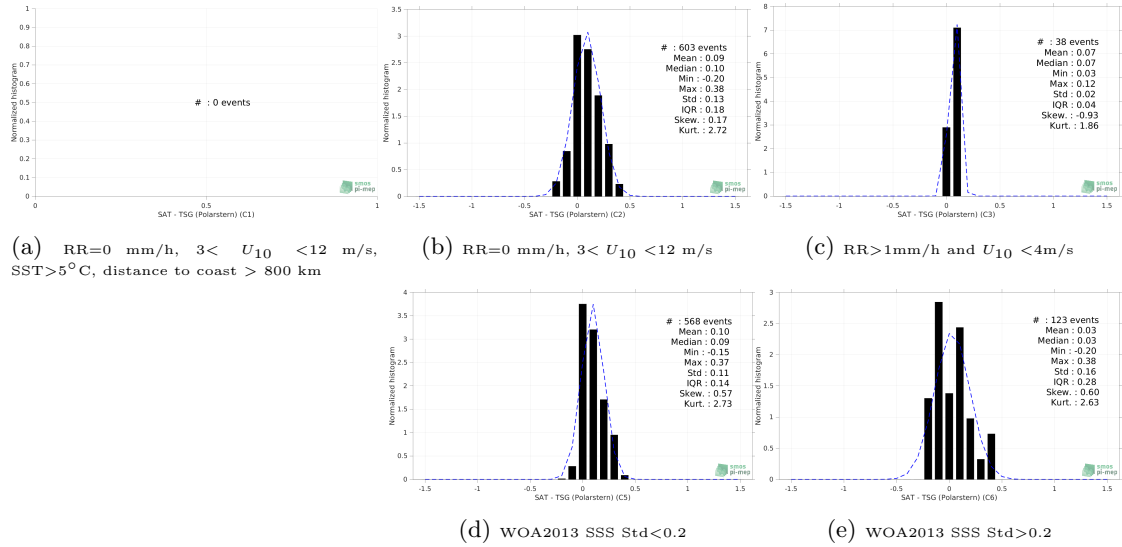 1
0.9
0.8
0.7
0.6
0.5
0.4
0.3
0.2
0.1
0
Normalized histogram
# : 0 events
0 0.5 1
SAT - TSG (Polarstern) (C1)
smos
pi-mep
(a) RR=0 mm/h, 3< U10 <12 m/s,
SST>5°C, distance to coast > 800 km
3.5
3
2.5
2
1.5
1
0.5
0
Normalized histogram
# : 603 events
Mean : 0.09
Median : 0.10
Min : -0.20
Max : 0.38
Std : 0.13
IQR : 0.18
Skew. : 0.17
Kurt. : 2.72
-1.5 -1 -0.5 0 0.5 1 1.5
SAT - TSG (Polarstern) (C2)
smos
pi-mep
(b) RR=0 mm/h, 3< U10 <12 m/s
8
7
6
5
4
3
2
1
0
Normalized histogram
# : 38 events
Mean : 0.07
Median : 0.07
Min : 0.03
Max : 0.12
Std : 0.02
IQR : 0.04
Skew. : -0.93
Kurt. : 1.86
-1.5 -1 -0.5 0 0.5 1 1.5
SAT - TSG (Polarstern) (C3)
smos
pi-mep
(c) RR>1mm/h and U10 <4m/s
4
3.5
3
2.5
2
1.5
1
0.5
0
Normalized histogram
# : 568 events
Mean : 0.10
Median : 0.09
Min : -0.15
Max : 0.37
Std : 0.11
IQR : 0.14
Skew. : 0.57
Kurt. : 2.73
-1.5 -1 -0.5 0 0.5 1 1.5
SAT - TSG (Polarstern) (C5)
smos
pi-mep
(d) WOA2013 SSS Std<0.2
3
2.5
2
1.5
1
0.5
0
Normalized histogram
# : 123 events
Mean : 0.03
Median : 0.03
Min : -0.20
Max : 0.38
Std : 0.16
IQR : 0.28
Skew. : 0.60
Kurt. : 2.63
-1.5 -1 -0.5 0 0.5 1 1.5
SAT - TSG (Polarstern) (C6)
smos
pi-mep
(e) WOA2013 SSS Std>0.2